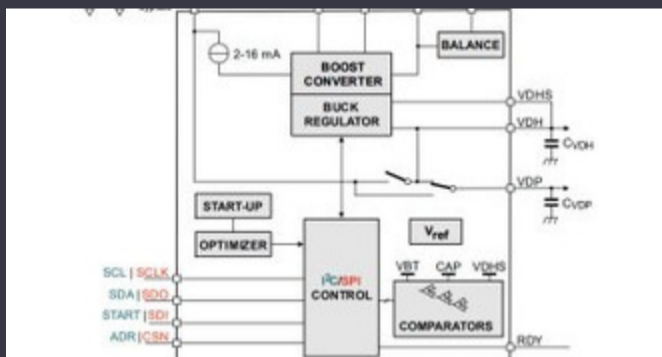 2-16 mA
BALANCE
BOOST
CONVERTER
BUCK
REGULATOR
VDHS
VDH
CVDH
VDP
CVDP
START-UP
OPTIMIZER
Vref
SCL | SCLK
SDA | SDO
START | SDI
ADR | CSN
I²C/SPI
CONTROL
VBT CAP VDHS
COMPARATORS
RDY